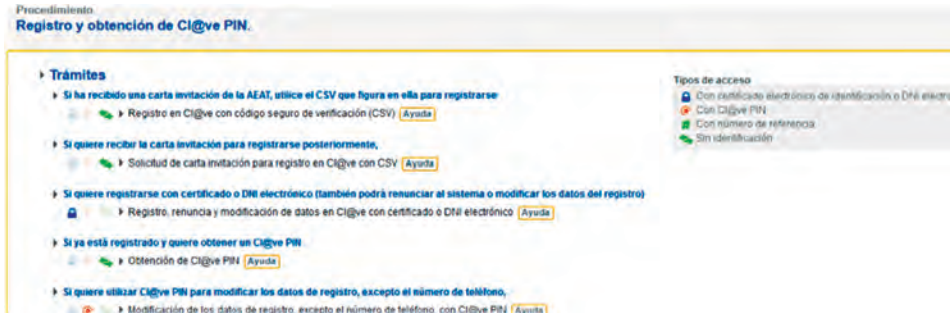 Procedimiento
Registro y obtención de Cl@ve PIN.
Trámites
Si ha recibido una carta invitación de la AEAT, utilice el CSV que figura en ella para registrarse
Registro en Cl@ve con código seguro de verificación (CSV) Ayuda
Si quiere recibir la carta invitación para registrarse posteriormente,
Solicitud de carta invitación para registro en Cl@ve con CSV Ayuda
Si quiere registrarse con certificado o DNI electrónico (también podrá renunciar al sistema o modificar los datos del registro)
Registro, renuncia y modificación de datos en Cl@ve con certificado o DNI electrónico Ayuda
Si ya está registrado y quiere obtener un Cl@ve PIN
Obtención de Cl@ve PIN Ayuda
Si quiere utilizar Cl@ve PIN para modificar los datos de registro, excepto el número de teléfono,
Modificación de los datos de registro, excepto el número de teléfono, con Cl@ve PIN Ayuda
Tipos de acceso
Con certificado electrónico de identificación o DNI electró
Con Cl@ve PIN
Con número de referencia
Sin identificación